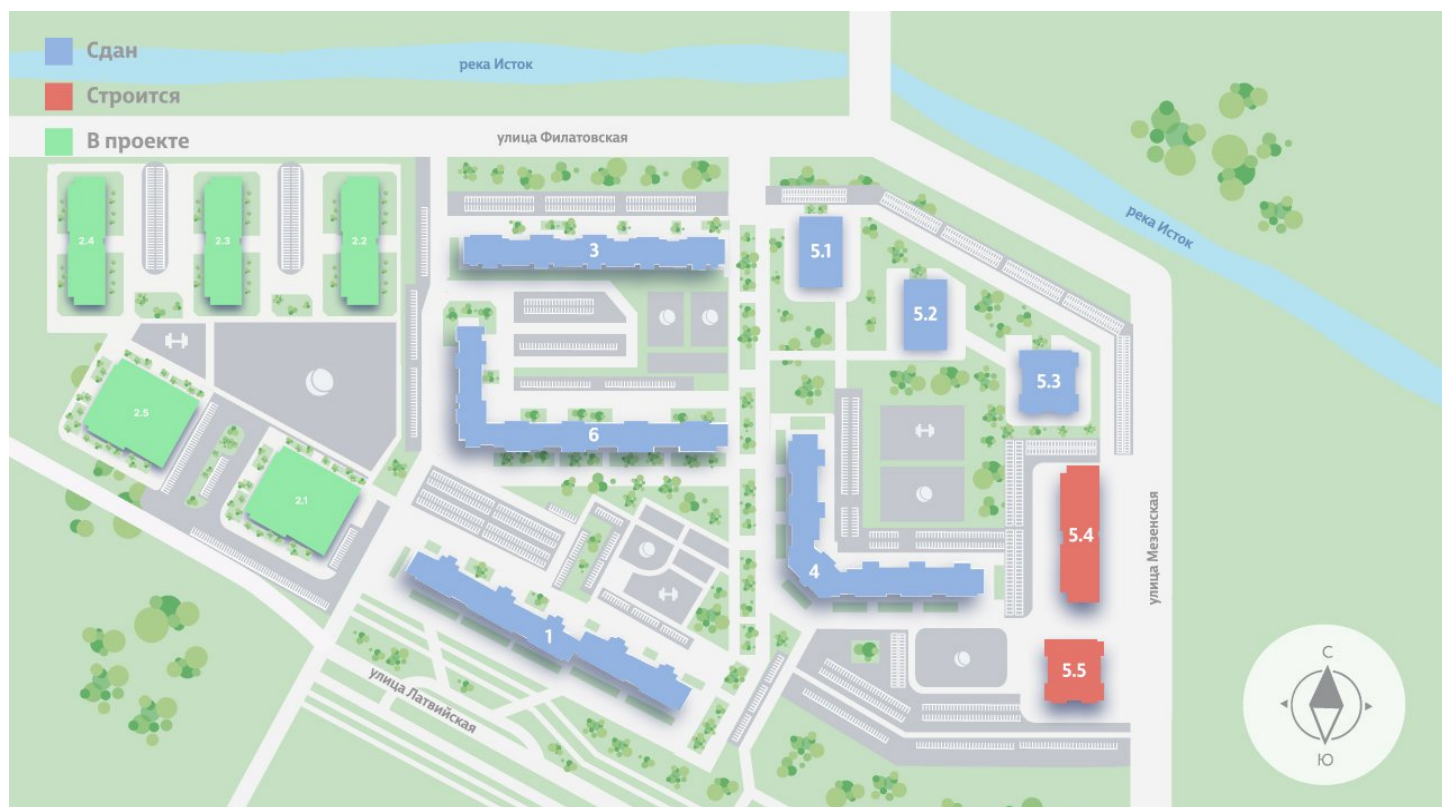 Сдан
Строится
В проекте
река Исток
улица Филатовская
река Исток
2.4
2.3
2.2
3
5.1
5.2
5.3
2.5
6
2.1
5.4
4
1
5.5
улица Мезенская
улица Латвийская
С
Ю